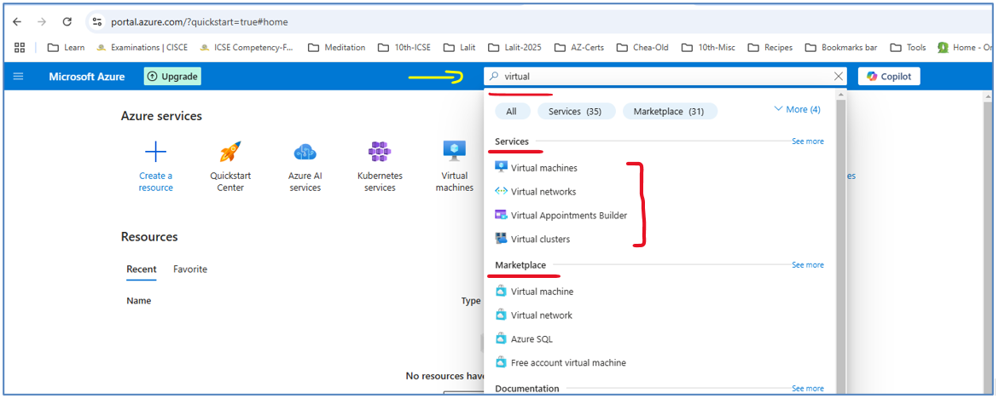 portal.azure.com/?quickstart=true#home
Learn Examinations | CISCE ICSE Competency-F... Meditation 10th-ICSE Lalit Lalit-2025 AZ-Certs Chea-Old 10th-Misc Recipes Bookmarks bar Tools Home - Or
Microsoft Azure Upgrade virtual Copilot
All Services (35) Marketplace (31) More (4)
Azure services
Services See more
Create a resource
Quickstart Center
Azure AI services
Kubernetes services
Virtual machines
es
Virtual machines
Virtual networks
Virtual Appointments Builder
Virtual clusters
Resources
Recent Favorite
Name Type
Marketplace See more
Virtual machine
Virtual network
Azure SQL
Free account virtual machine
No resources have
Documentation See more